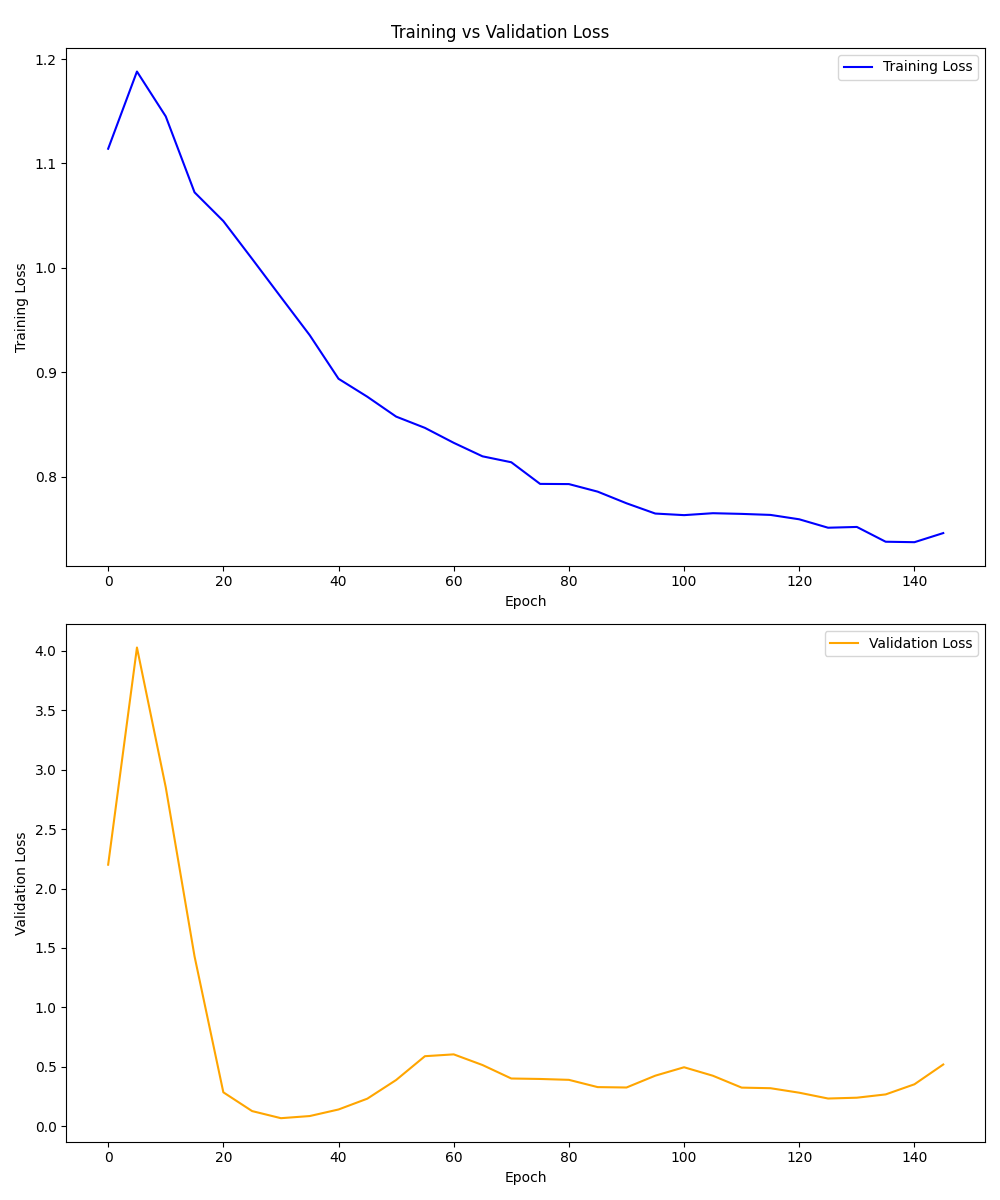 Training vs Validation Loss
Training Loss
1.2
1.1
1.0
0.9
0.8
Training Loss
0 20 40 60 80 100 120 140
Epoch
Validation Loss
4.0
3.5
3.0
2.5
2.0
1.5
1.0
0.5
0.0
Validation Loss
0 20 40 60 80 100 120 140
Epoch